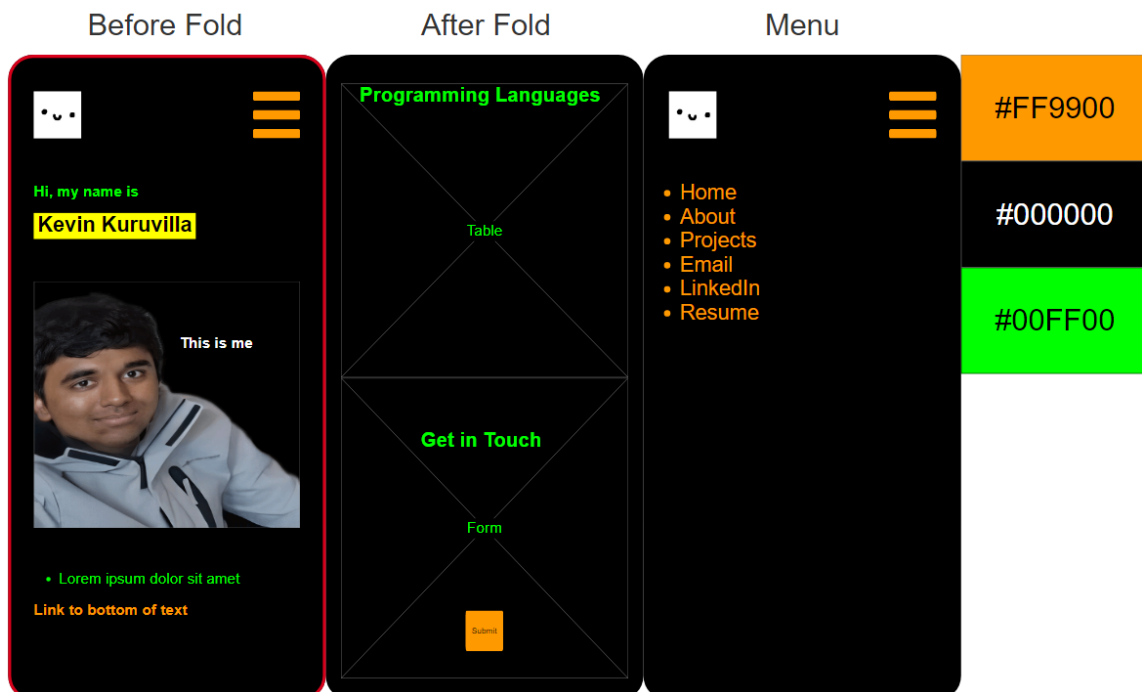 Before Fold
After Fold
Menu
Hi, my name is
Kevin Kuruvilla
This is me
• Lorem ipsum dolor sit amet
Link to bottom of text
Programming Languages
Table
Get in Touch
Form
Submit
• Home
• About
• Projects
• Email
• LinkedIn
• Resume
#FF9900
#000000
#00FF00